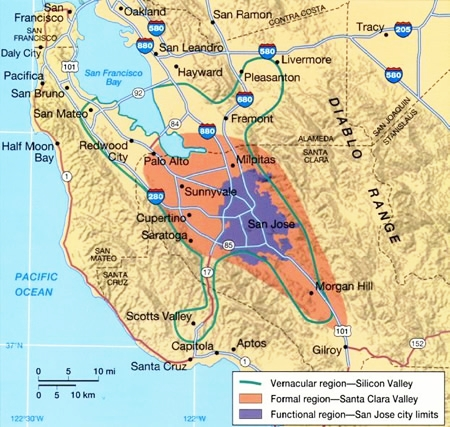 San
Francisco
Oakland
San Ramon
CONTRA COSTA
SAN
FRANCISCO
Daly City
880
580
San Leandro
580
Tracy
205
Pacifica
101
San Francisco
Bay
Hayward
Livermore
Pleasanton
580
San Bruno
92
680
San Mateo
DIABLO
RANGE
SAN JOAQUIN
STANISLAUS
84
880
Fremont
ALAMEDA
SANTA
CLARA
Half Moon
Bay
Redwood
City
Palo Alto
Milpitas
1
280
Sunnyvale
Cupertino
San Jose
Saratoga
85
SAN
MATEO
SANTA
CRUZ
17
PACIFIC
OCEAN
Morgan Hill
Scotts Valley
101
152
37°N
Capitola
Aptos
Gilroy
Santa Cruz
1
0 5 10 mi
0 5 10 km
122°30'W
122°W
Vernacular region—Silicon Valley
Formal region—Santa Clara Valley
Functional region—San Jose city limits